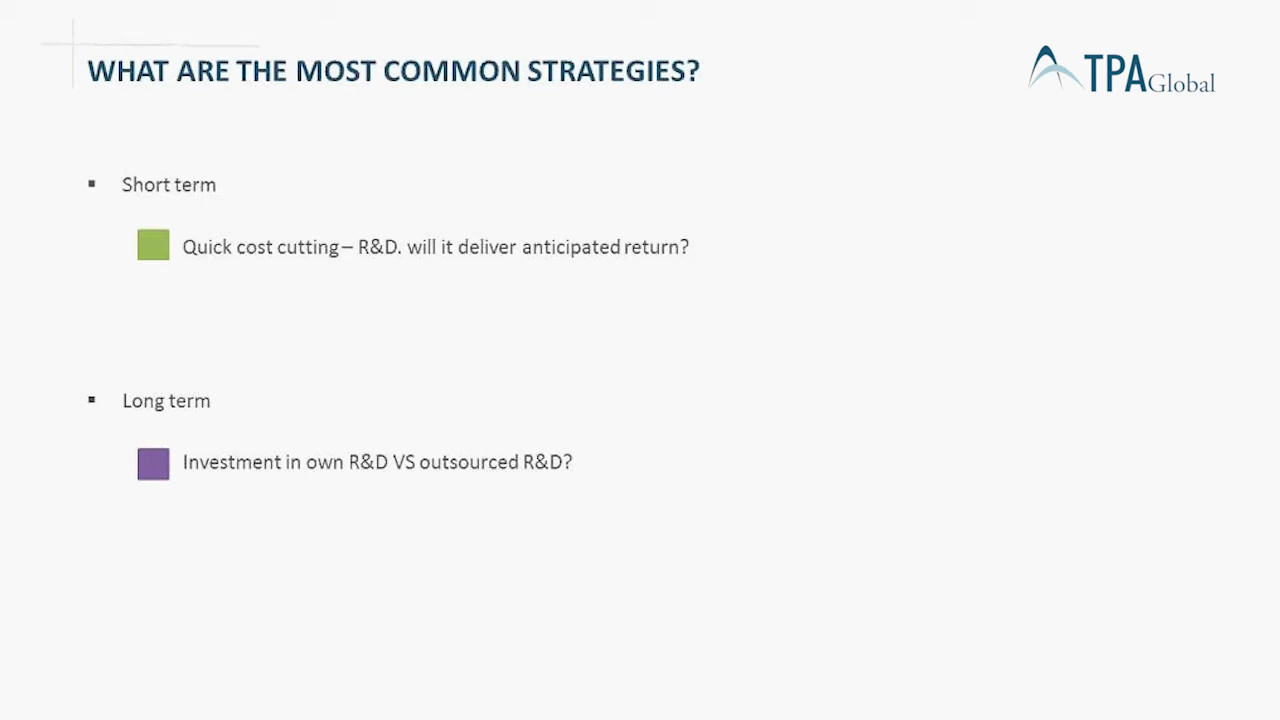 WHAT ARE THE MOST COMMON STRATEGIES?
TPA Global
Short term
Quick cost cutting – R&D. will it deliver anticipated return?
Long term
Investment in own R&D VS outsourced R&D?